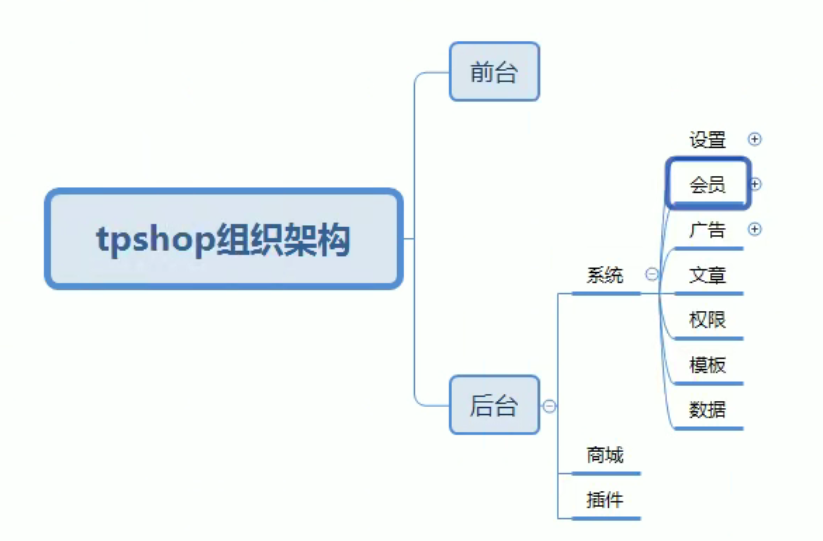 前台
设置
会员
tpshop组织架构
广告
系统
文章
权限
模板
后台
数据
商城
插件